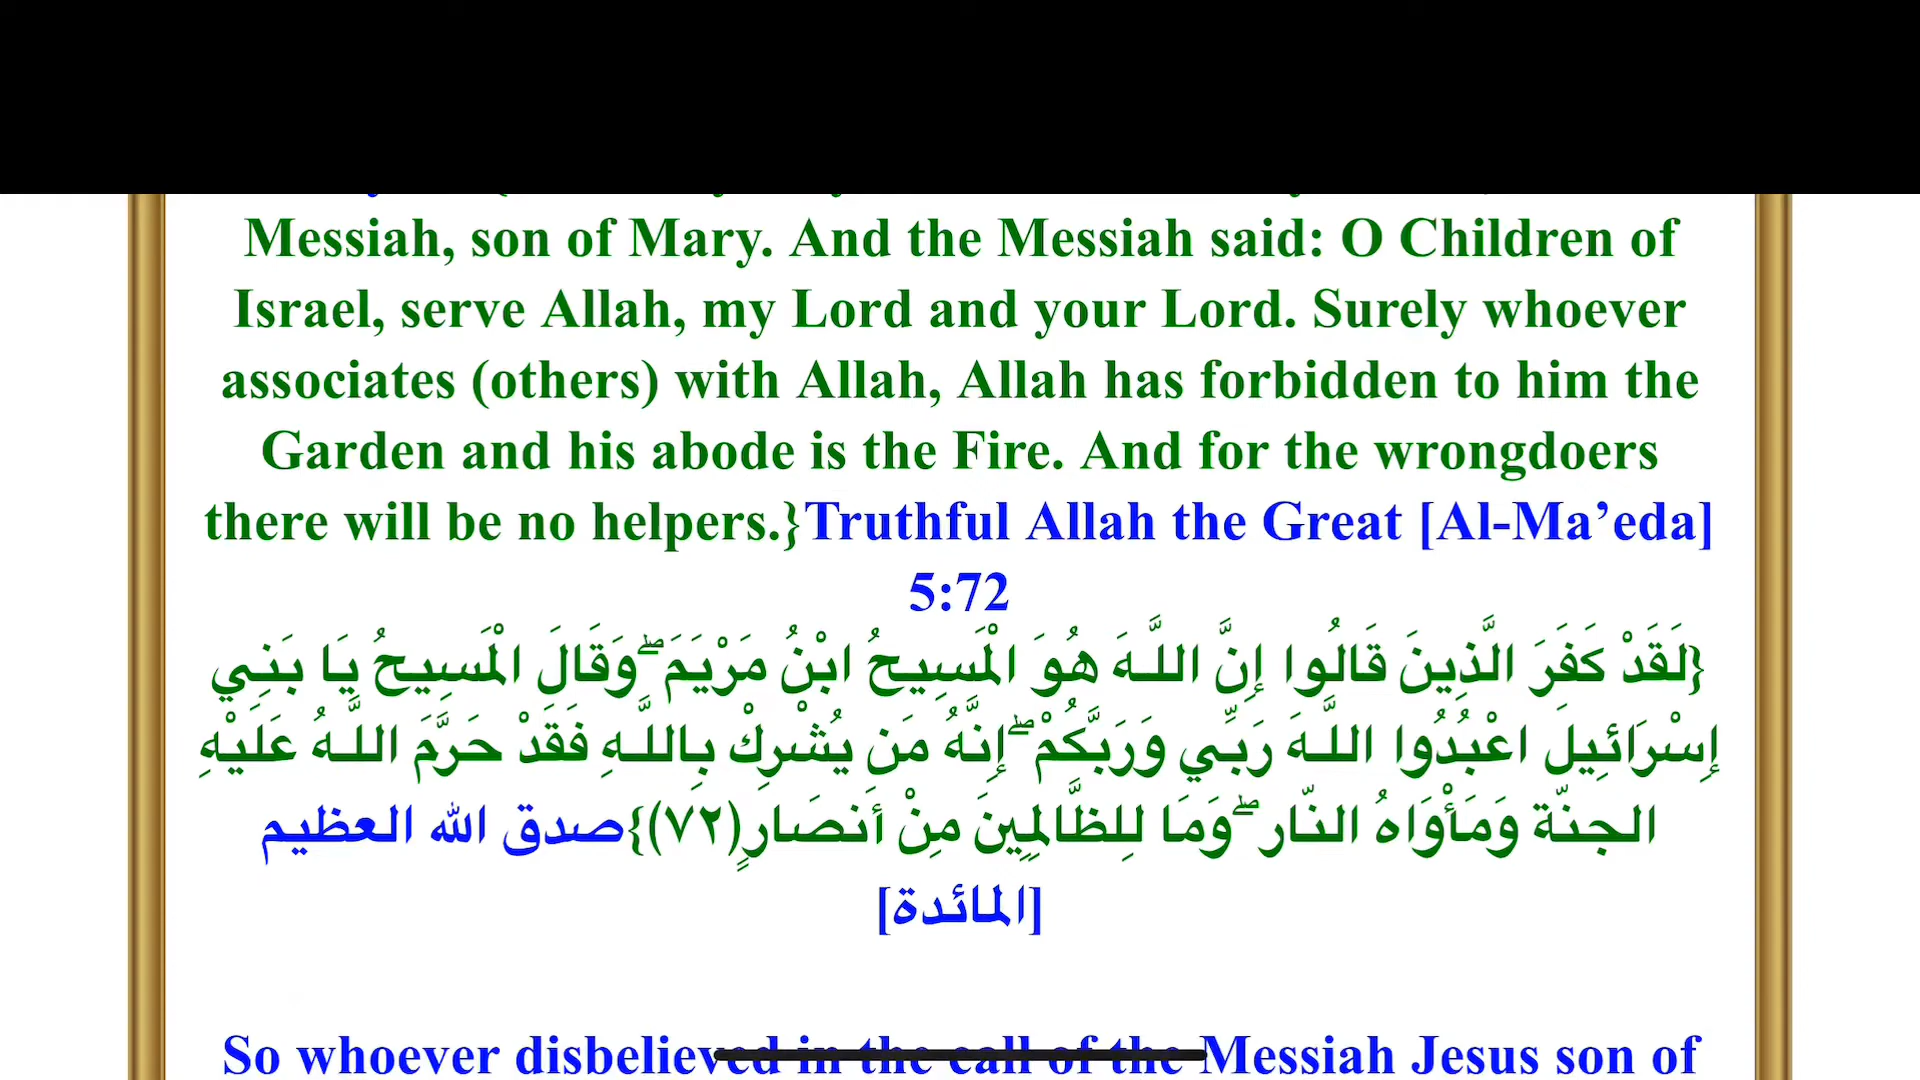 Messiah, son of Mary. And the Messiah said: O Children of
Israel, serve Allah, my Lord and your Lord. Surely whoever
associates (others) with Allah, Allah has forbidden to him the
Garden and his abode is the Fire. And for the wrongdoers
there will be no helpers.}Truthful Allah the Great [Al-Ma’eda]
5:72
{لَقَدْ كَفَرَ الَّذِينَ قَالُوا إِنَّ اللَّـهَ هُوَ الْمَسِيحُ ابْنُ مَرْيَمَ ۖ وَقَالَ الْمَسِيحُ يَا بَنِي
إِسْرَائِيلَ اعْبُدُوا اللَّـهَ رَبِّي وَرَبَّكُمْ ۖ إِنَّهُ مَن يُشْرِكْ بِاللَّـهِ فَقَدْ حَرَّمَ اللَّـهُ عَلَيْهِ
الجنّة وَمَأْوَاهُ النّار ۖ وَمَا لِلظَّالِمِينَ مِنْ أَنصَارٍ (٧٢)}صدق الله العظيم
[المائدة]
So whoever disbelieved in the call of the Messiah Jesus son of